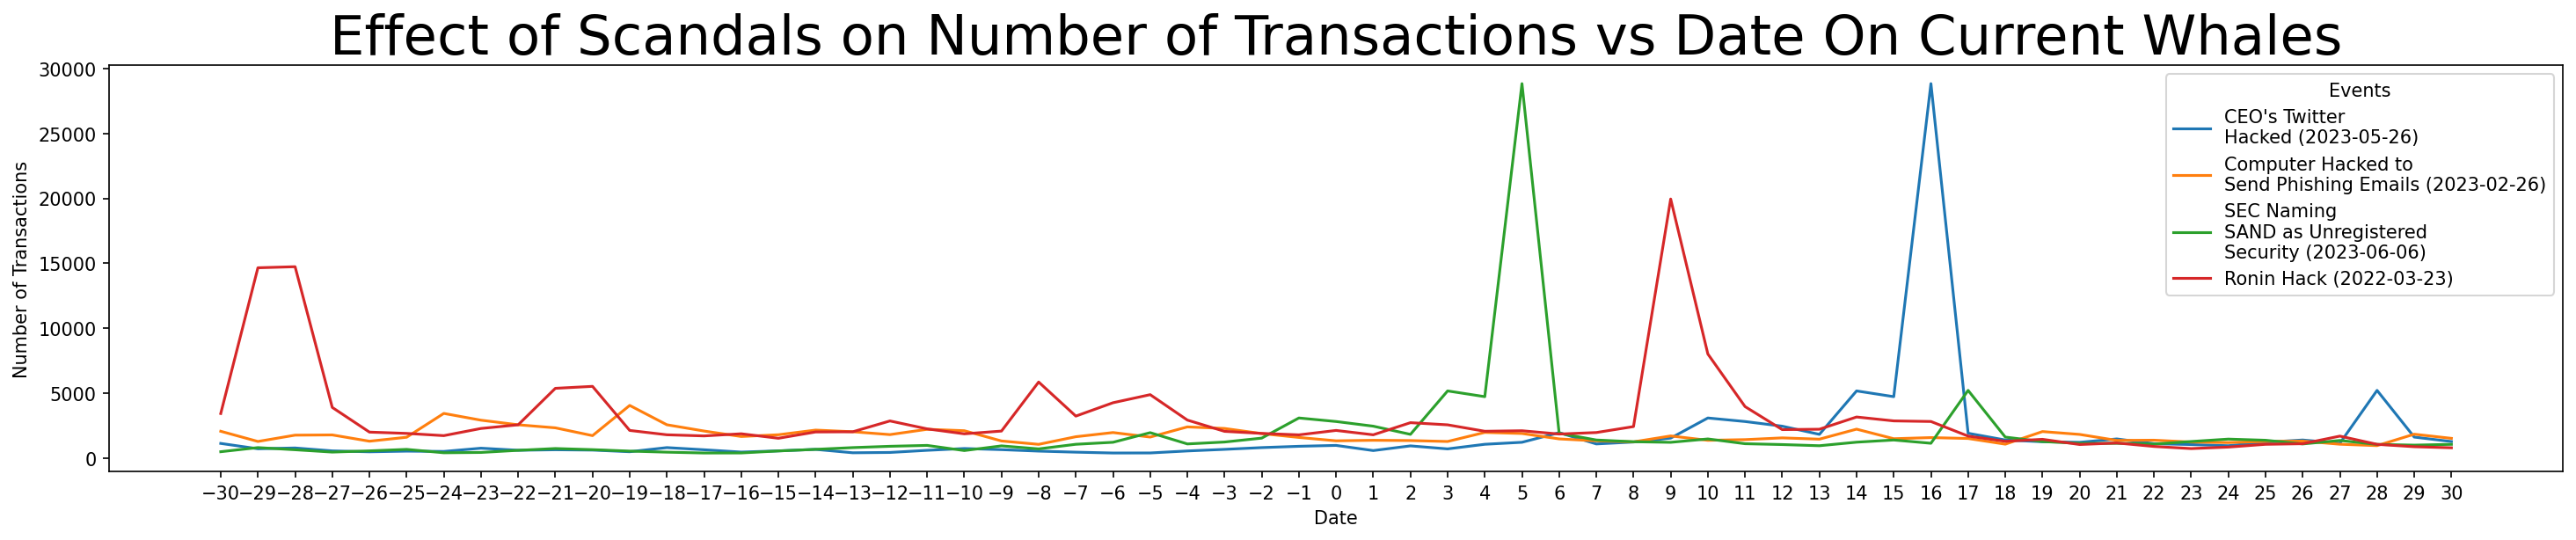 Effect of Scandals on Number of Transactions vs Date On Current Whales
30000
25000
20000
15000
10000
5000
0
Number of Transactions
Events
CEO's Twitter
Hacked (2023-05-26)
Computer Hacked to
Send Phishing Emails (2023-02-26)
SEC Naming
SAND as Unregistered
Security (2023-06-06)
Ronin Hack (2022-03-23)
−30 −29 −28 −27 −26 −25 −24 −23 −22 −21 −20 −19 −18 −17 −16 −15 −14 −13 −12 −11 −10 −9 −8 −7 −6 −5 −4 −3 −2 −1 0 1 2 3 4 5 6 7 8 9 10 11 12 13 14 15 16 17 18 19 20 21 22 23 24 25 26 27 28 29 30
Date